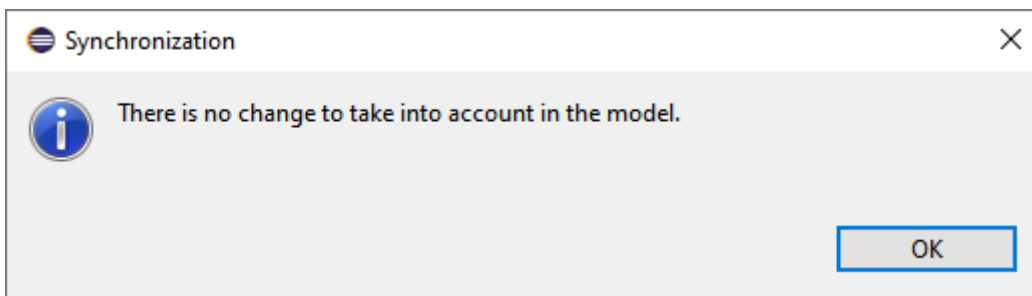 Synchronization
There is no change to take into account in the model.
OK